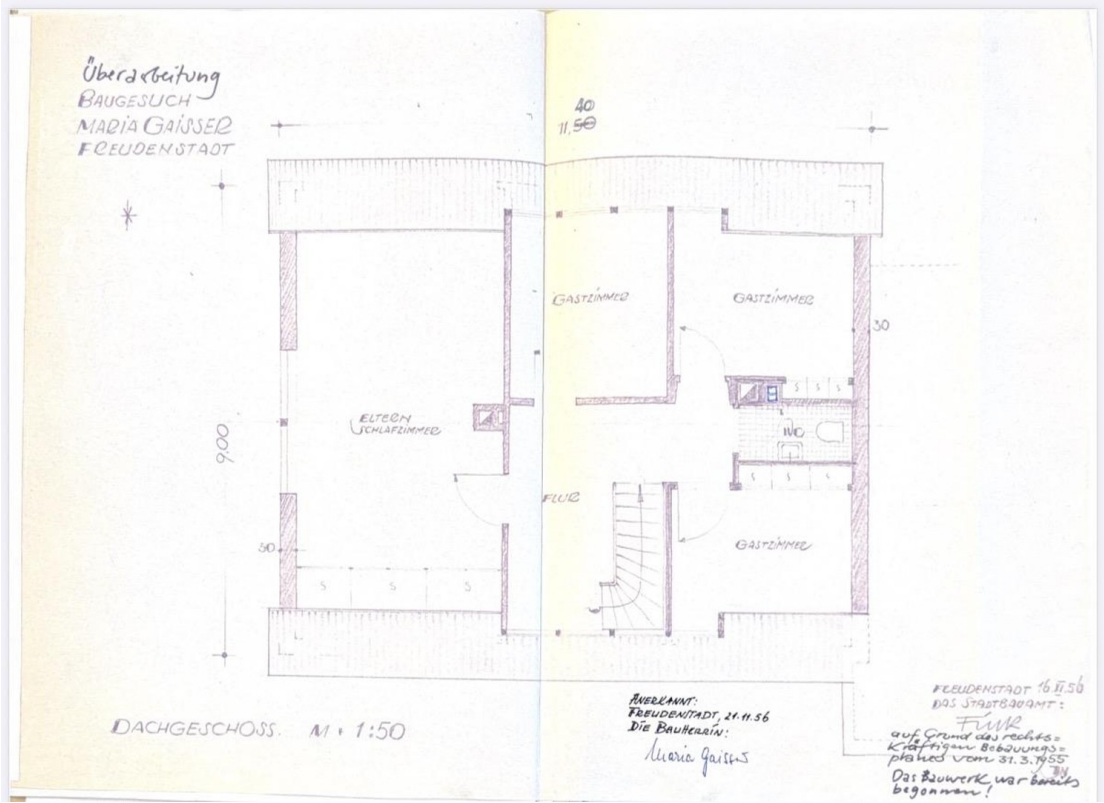 Überarbeitung
BAUGESUCH
MARIA GAISSER
FREUDENSTADT
40
11.50
GASTZIMMER
GASTZIMMER
30
ELTERN
SCHLAFZIMMER
9.00
S S S
WC
S S S
FLUR
GASTZIMMER
30
S S S
DACHGESCHOSS. M · 1:50
ANERKANNT:
FREUDENSTADT, 21.11.56
DIE BAUHERRIN:
Maria Gaisser
FREUDENSTADT 16.XI.56
DAS STADTBAUAMT:
auf Grund des rechts=
kräftigen Bebauungs=
planes vom 31.3.1955
Das Bauwerk war bereits
begonnen!